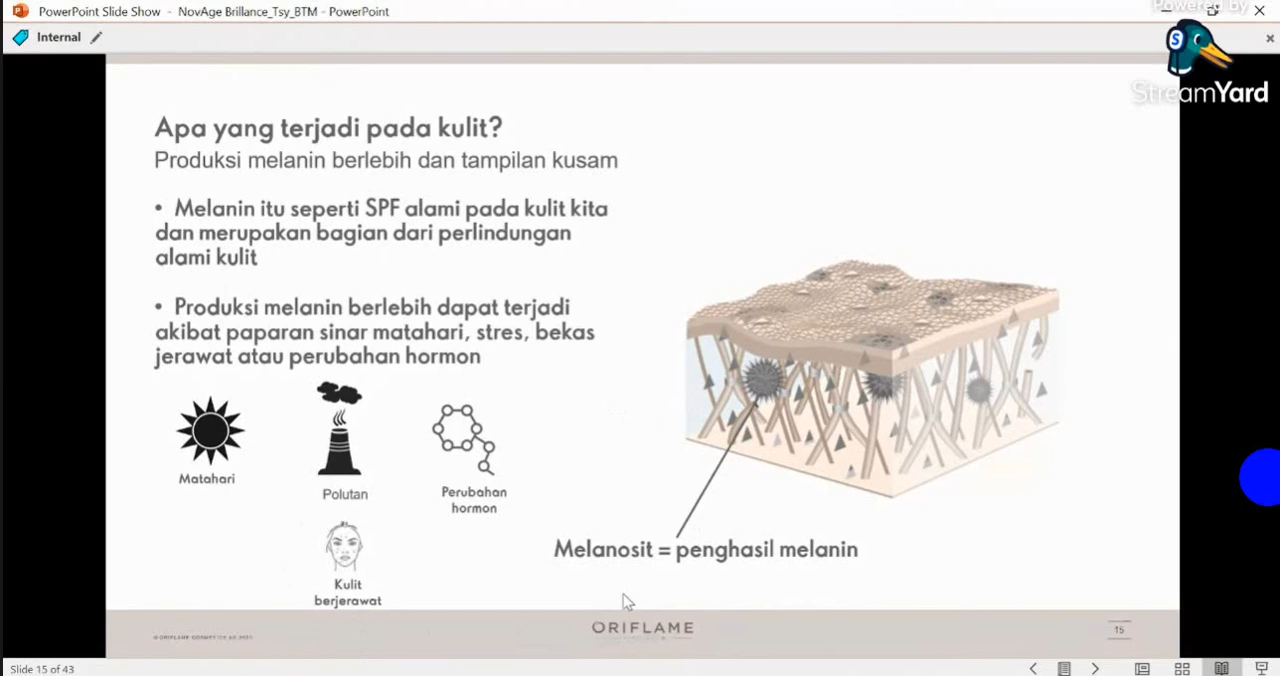 PowerPoint Slide Show - NovAge Brillance_Tsy_BTM - PowerPoint
Powered by
Internal
StreamYard
Apa yang terjadi pada kulit?
Produksi melanin berlebih dan tampilan kusam
• Melanin itu seperti SPF alami pada kulit kita
dan merupakan bagian dari perlindungan
alami kulit
• Produksi melanin berlebih dapat terjadi
akibat paparan sinar matahari, stres, bekas
jerawat atau perubahan hormon
Matahari
Polutan
Perubahan
hormon
Kulit
berjerawat
Melanosit = penghasil melanin
ORIFLAME
15
Slide 15 of 43